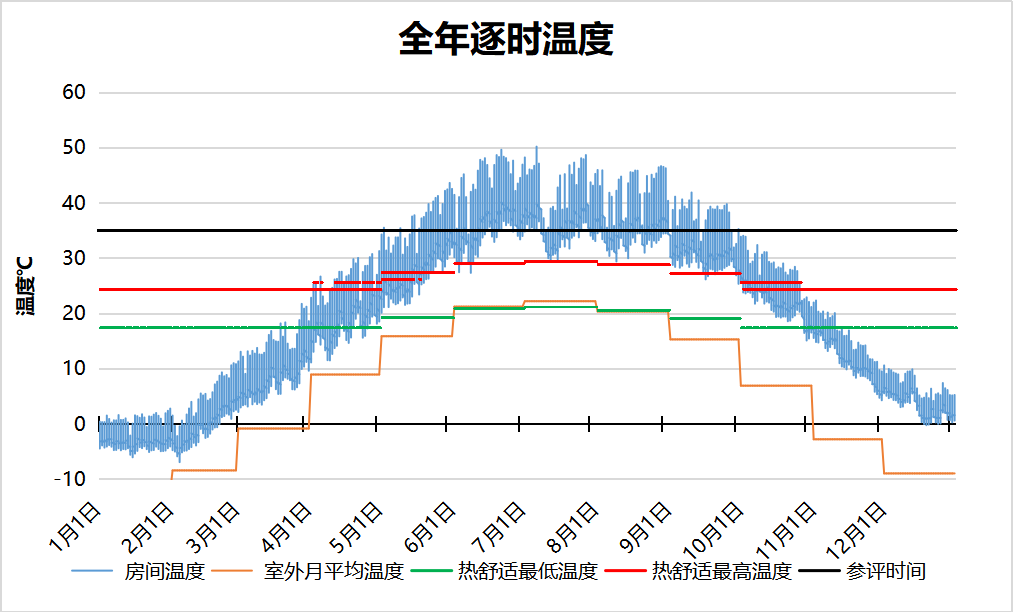 全年逐时温度
60
50
40
30
20
10
0
-10
温度℃
1月1日
2月1日
3月1日
4月1日
5月1日
6月1日
7月1日
8月1日
9月1日
10月1日
11月1日
12月1日
房间温度 室外月平均温度 热舒适最低温度 热舒适最高温度 参评时间